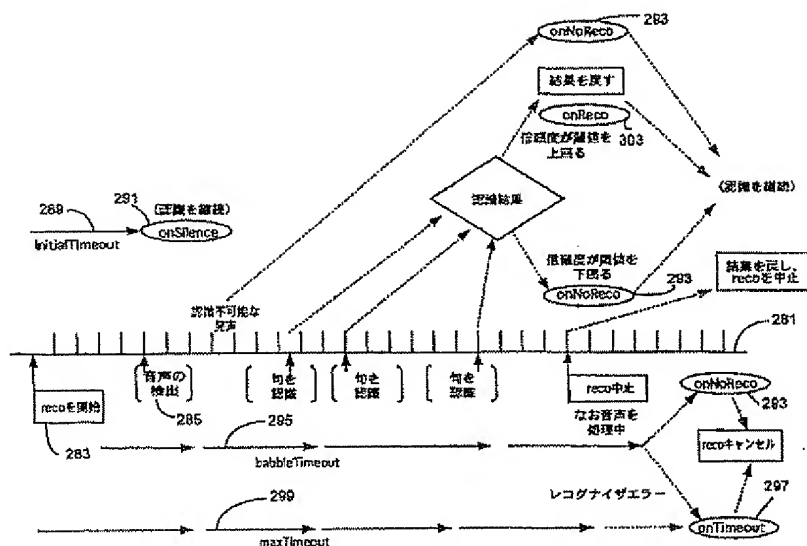 293
onNoReco
結果を戻す
onReco
信頼度が閾値を
上回る
303
289
291
(認識を継続)
onSilence
initialTimeout
認識結果
(認識を継続)
信頼度が閾値を
下回る
onNoReco
293
結果を戻し、
recoを中止
認識不可能な
発声
281
音声の
検出
285
句を
認識
句を
認識
句を
認識
reco中止
recoを開始
283
なお音声を
処理中
onNoReco
293
295
babbleTimeout
recoキャンセル
レコグナイザエラー
297
299
maxTimeout
onTimeout